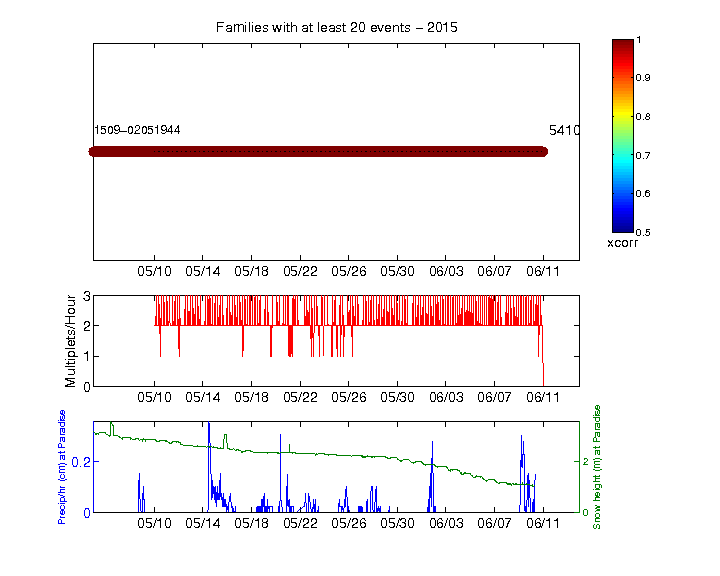 Families with at least 20 events – 2015
1509–02051944
5410
05/10 05/14 05/18 05/22 05/26 05/30 06/03 06/07 06/11
1
0.9
0.8
0.7
0.6
0.5
xcorr
Multiplets/Hour
3
2
1
0
05/10 05/14 05/18 05/22 05/26 05/30 06/03 06/07 06/11
Precip/hr (cm) at Paradise
0.2
0
2
0
Snow height (m) at Paradise
05/10 05/14 05/18 05/22 05/26 05/30 06/03 06/07 06/11